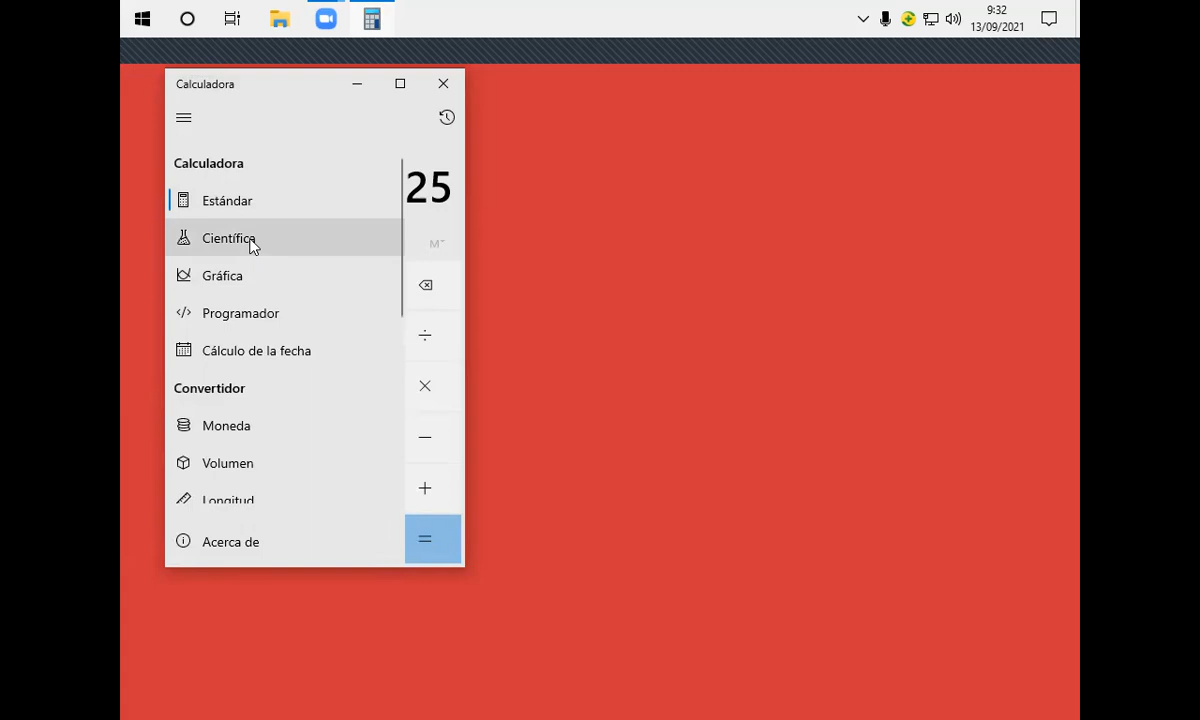 9:32
13/09/2021
Calculadora
Calculadora
25
Estándar
Científica
M˅
Gráfica
Programador
Cálculo de la fecha
Convertidor
Moneda
Volumen
Longitud
Acerca de